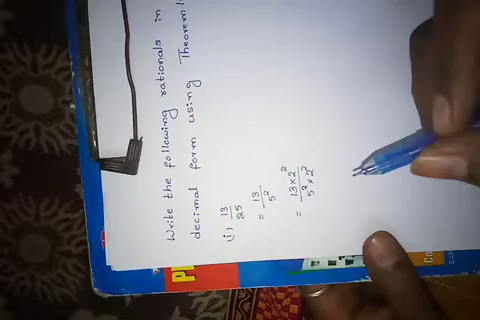 Write the following rationals in
decimal form using Theorem
(i) 13/25
= 13/5²
= 13 × 2²/5² × 2²